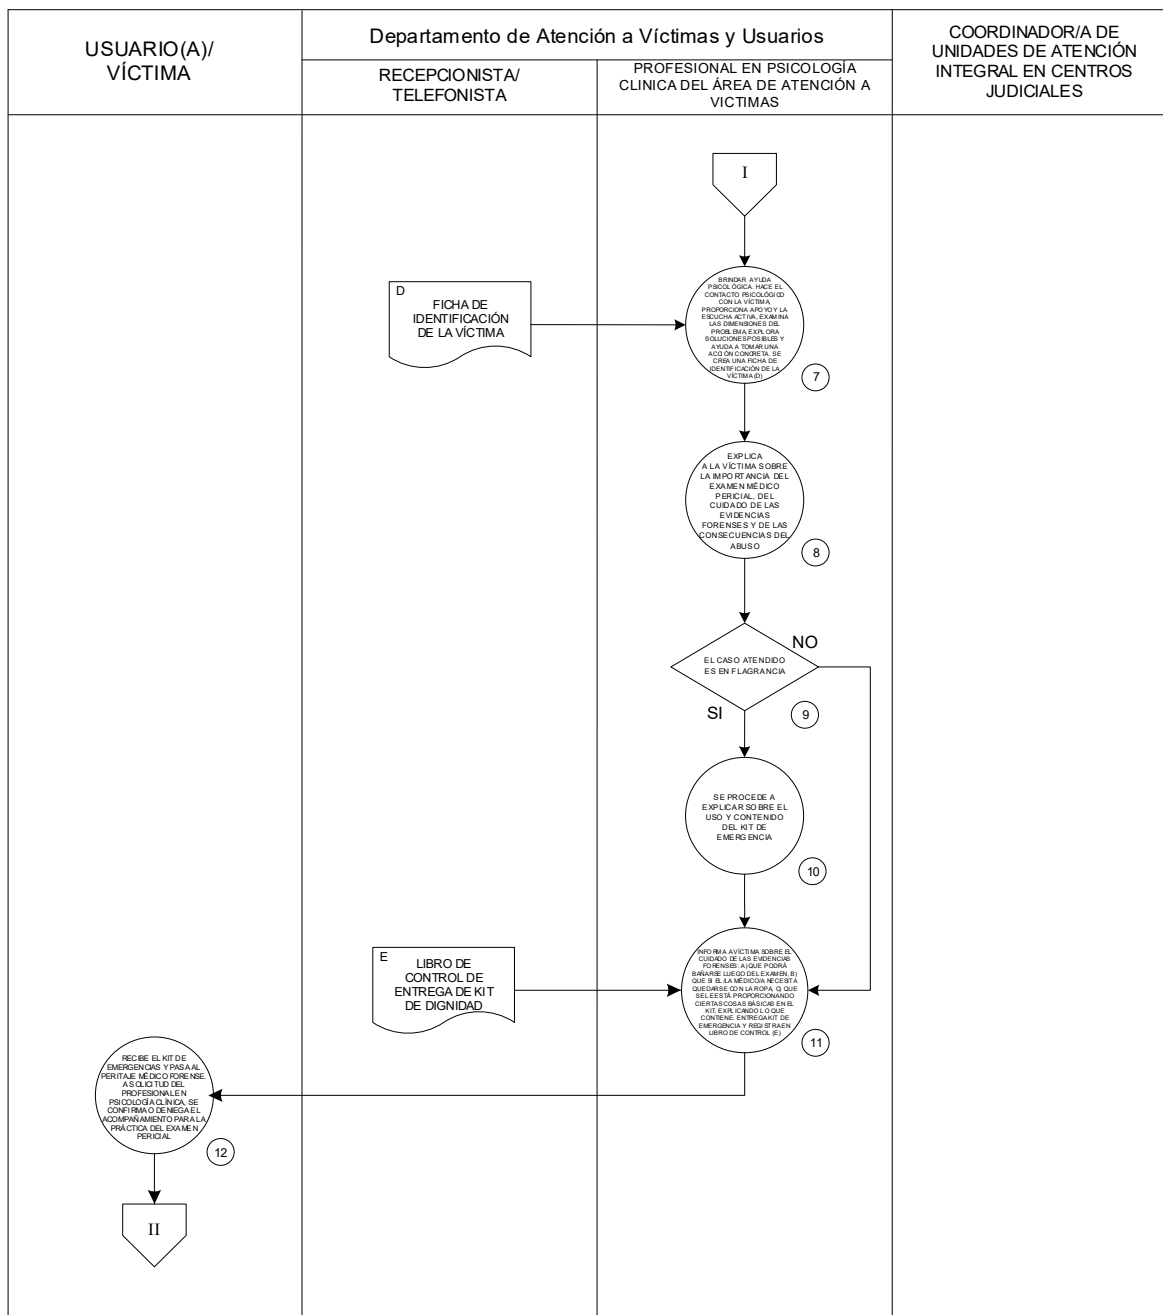 USUARIO(A)/
VÍCTIMA
Departamento de Atención a Víctimas y Usuarios
RECEPCIONISTA/
TELEFONISTA
PROFESIONAL EN PSICOLOGÍA
CLINICA DEL ÁREA DE ATENCIÓN A
VICTIMAS
COORDINADOR/A DE
UNIDADES DE ATENCIÓN
INTEGRAL EN CENTROS
JUDICIALES
I
D
FICHA DE
IDENTIFICACIÓN
DE LA VÍCTIMA
BRINDAR AYUDA
PSICOLÓGICA. HACE EL
CONTACTO PSICOLÓGICO
CON LA VÍCTIMA
PROPORCIONA APOYO Y LA
ESCUCHA ACTIVA, EXAMINA
LAS DIMENSIONES DEL
PROBLEMA, EXPLORA
SOLUCIONES POSIBLES Y
AYUDA A TOMAR UNA
ACCIÓN CONCRETA. SE
CREA UNA FICHA DE
IDENTIFICACIÓN DE LA
VÍCTIMA (D)
7
EXPLICA
A LA VÍCTIMA SOBRE
LA IMPORTANCIA DEL
EXAMEN MÉDICO
PERICIAL, DEL
CUIDADO DE LAS
EVIDENCIAS
FORENSES Y DE LAS
CONSECUENCIAS DEL
ABUSO
8
EL CASO ATENDIDO
ES EN FLAGRANCIA
NO
SI
9
SE PROCEDE A
EXPLICAR SOBRE EL
USO Y CONTENIDO
DEL KIT DE
EMERGENCIA
10
E
LIBRO DE
CONTROL DE
ENTREGA DE KIT
DE DIGNIDAD
INFORMA A VÍCTIMA SOBRE EL
CUIDADO DE LAS EVIDENCIAS
FORENSES: A) QUE PODRÁ
BAÑARSE LUEGO DEL EXAMEN, B)
QUE SI EL/LA MÉDICO/A NECESITA
QUEDARSE CON LA ROPA, C) QUE
SE LE ESTÁ PROPORCIONANDO
CIERTAS COSAS BÁSICAS EN EL
KIT, EXPLICANDO LO QUE
CONTIENE. ENTREGA KIT DE
EMERGENCIA Y REGISTRA EN
LIBRO DE CONTROL (E)
11
RECIBE EL KIT DE
EMERGENCIAS Y PASA AL
PERITAJE MÉDICO FORENSE.
A SOLICITUD DEL
PROFESIONAL EN
PSICOLOGÍA CLÍNICA, SE
CONFIRMA O DENIEGA EL
ACOMPAÑAMIENTO PARA LA
PRÁCTICA DEL EXAMEN
PERICIAL
12
II